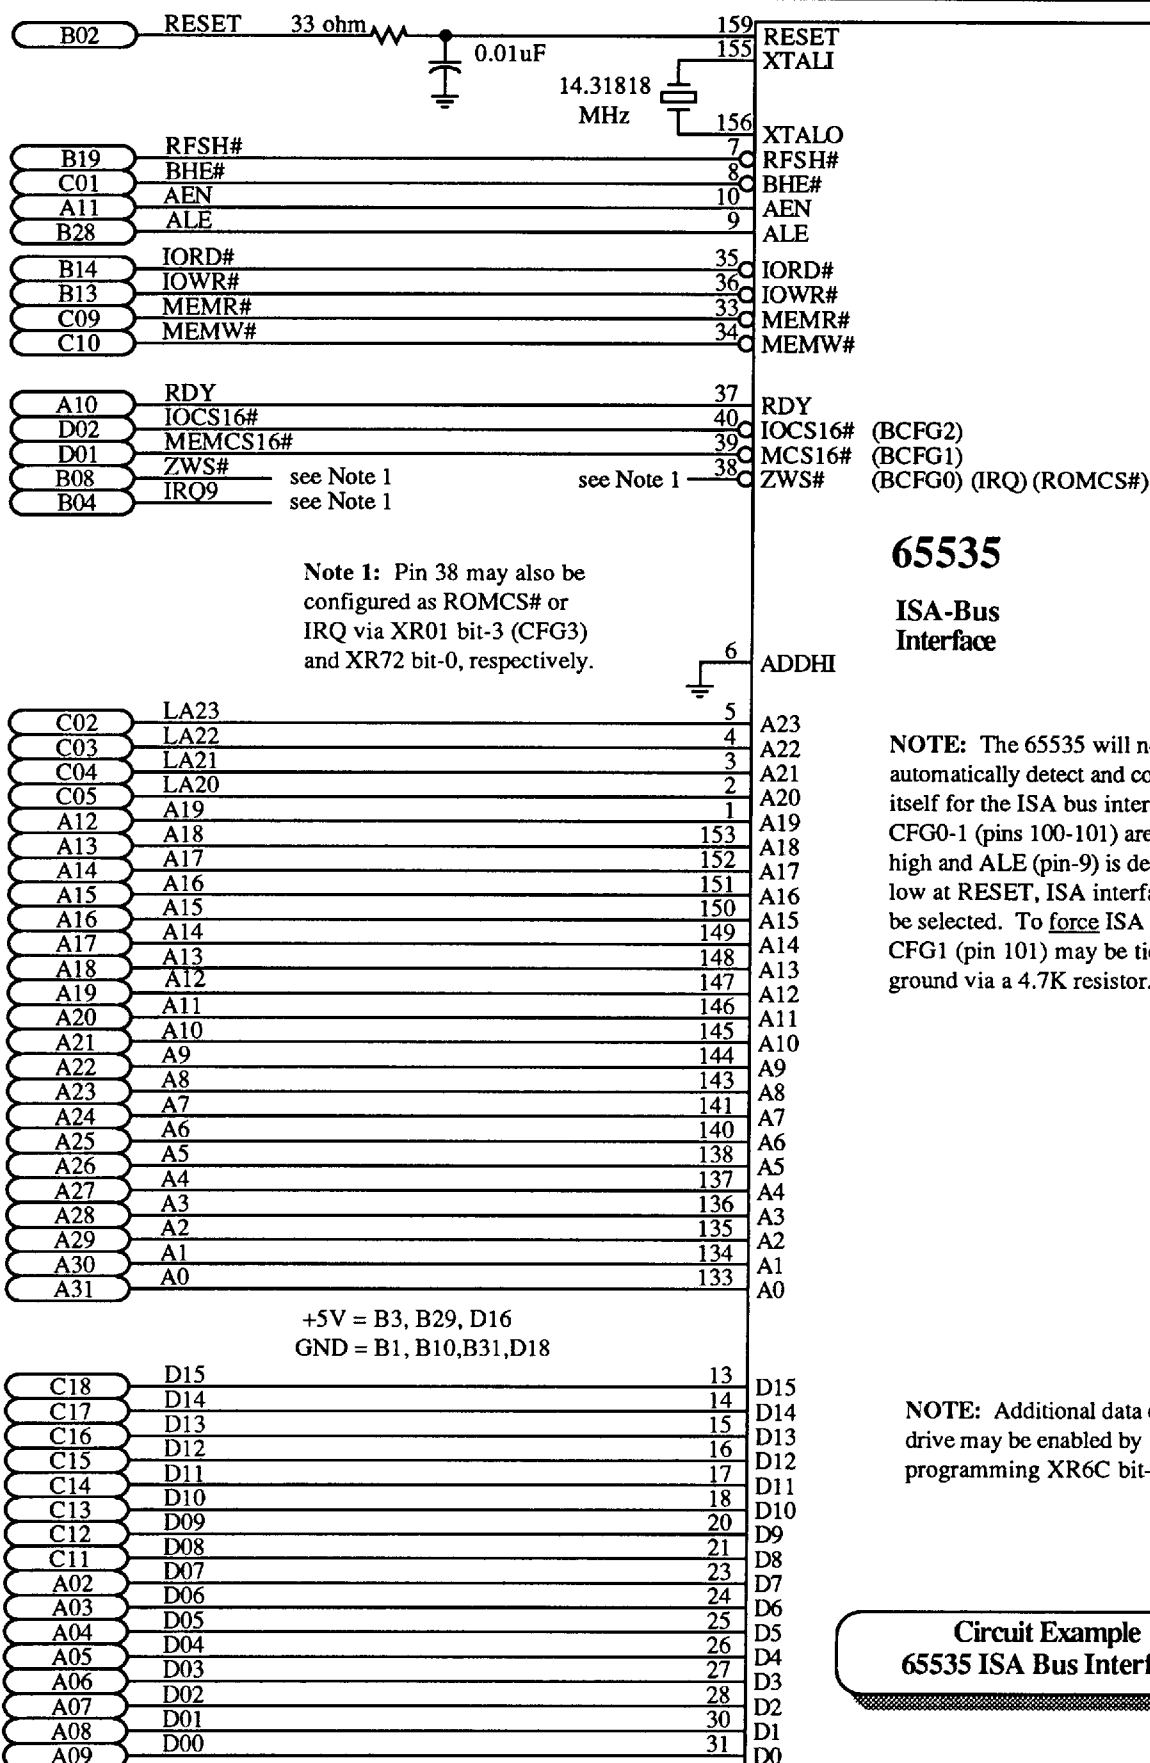 B02 RESET 33 ohm 159 RESET
0.01uF 155 XTALI
14.31818
MHz
156 XTALO
B19 RFSH# 7 RFSH#
C01 BHE# 8 BHE#
A11 AEN 10 AEN
B28 ALE 9 ALE
B14 IORD# 35 IORD#
B13 IOWR# 36 IOWR#
C09 MEMR# 33 MEMR#
C10 MEMW# 34 MEMW#
A10 RDY 37 RDY
D02 IOCS16# 40 IOCS16# (BCFG2)
D01 MEMCS16# 39 MCS16# (BCFG1)
B08 ZWS# see Note 1 see Note 1 38 ZWS# (BCFG0) (IRQ) (ROMCS#)
B04 IRQ9 see Note 1
65535
ISA-Bus
Interface
Note 1: Pin 38 may also be
configured as ROMCS# or
IRQ via XR01 bit-3 (CFG3)
and XR72 bit-0, respectively.
6 ADDHI
C02 LA23 5 A23
C03 LA22 4 A22
C04 LA21 3 A21
C05 LA20 2 A20
A12 A19 1 A19
A13 A18 153 A18
A14 A17 152 A17
A15 A16 151 A16
A16 A15 150 A15
A17 A14 149 A14
A18 A13 148 A13
A19 A12 147 A12
A20 A11 146 A11
A21 A10 145 A10
A22 A9 144 A9
A23 A8 143 A8
A24 A7 141 A7
A25 A6 140 A6
A26 A5 138 A5
A27 A4 137 A4
A28 A3 136 A3
A29 A2 135 A2
A30 A1 134 A1
A31 A0 133 A0
NOTE: The 65535 will n
automatically detect and co
itself for the ISA bus inter
CFG0-1 (pins 100-101) are
high and ALE (pin-9) is de
low at RESET, ISA interfa
be selected. To force ISA
CFG1 (pin 101) may be tie
ground via a 4.7K resistor.
+5V = B3, B29, D16
GND = B1, B10,B31,D18
C18 D15 13 D15
C17 D14 14 D14
C16 D13 15 D13
C15 D12 16 D12
C14 D11 17 D11
C13 D10 18 D10
C12 D09 20 D9
C11 D08 21 D8
A02 D07 23 D7
A03 D06 24 D6
A04 D05 25 D5
A05 D04 26 D4
A06 D03 27 D3
A07 D02 28 D2
A08 D01 30 D1
A09 D00 31 D0
NOTE: Additional data
drive may be enabled by
programming XR6C bit-
Circuit Example
65535 ISA Bus Interf